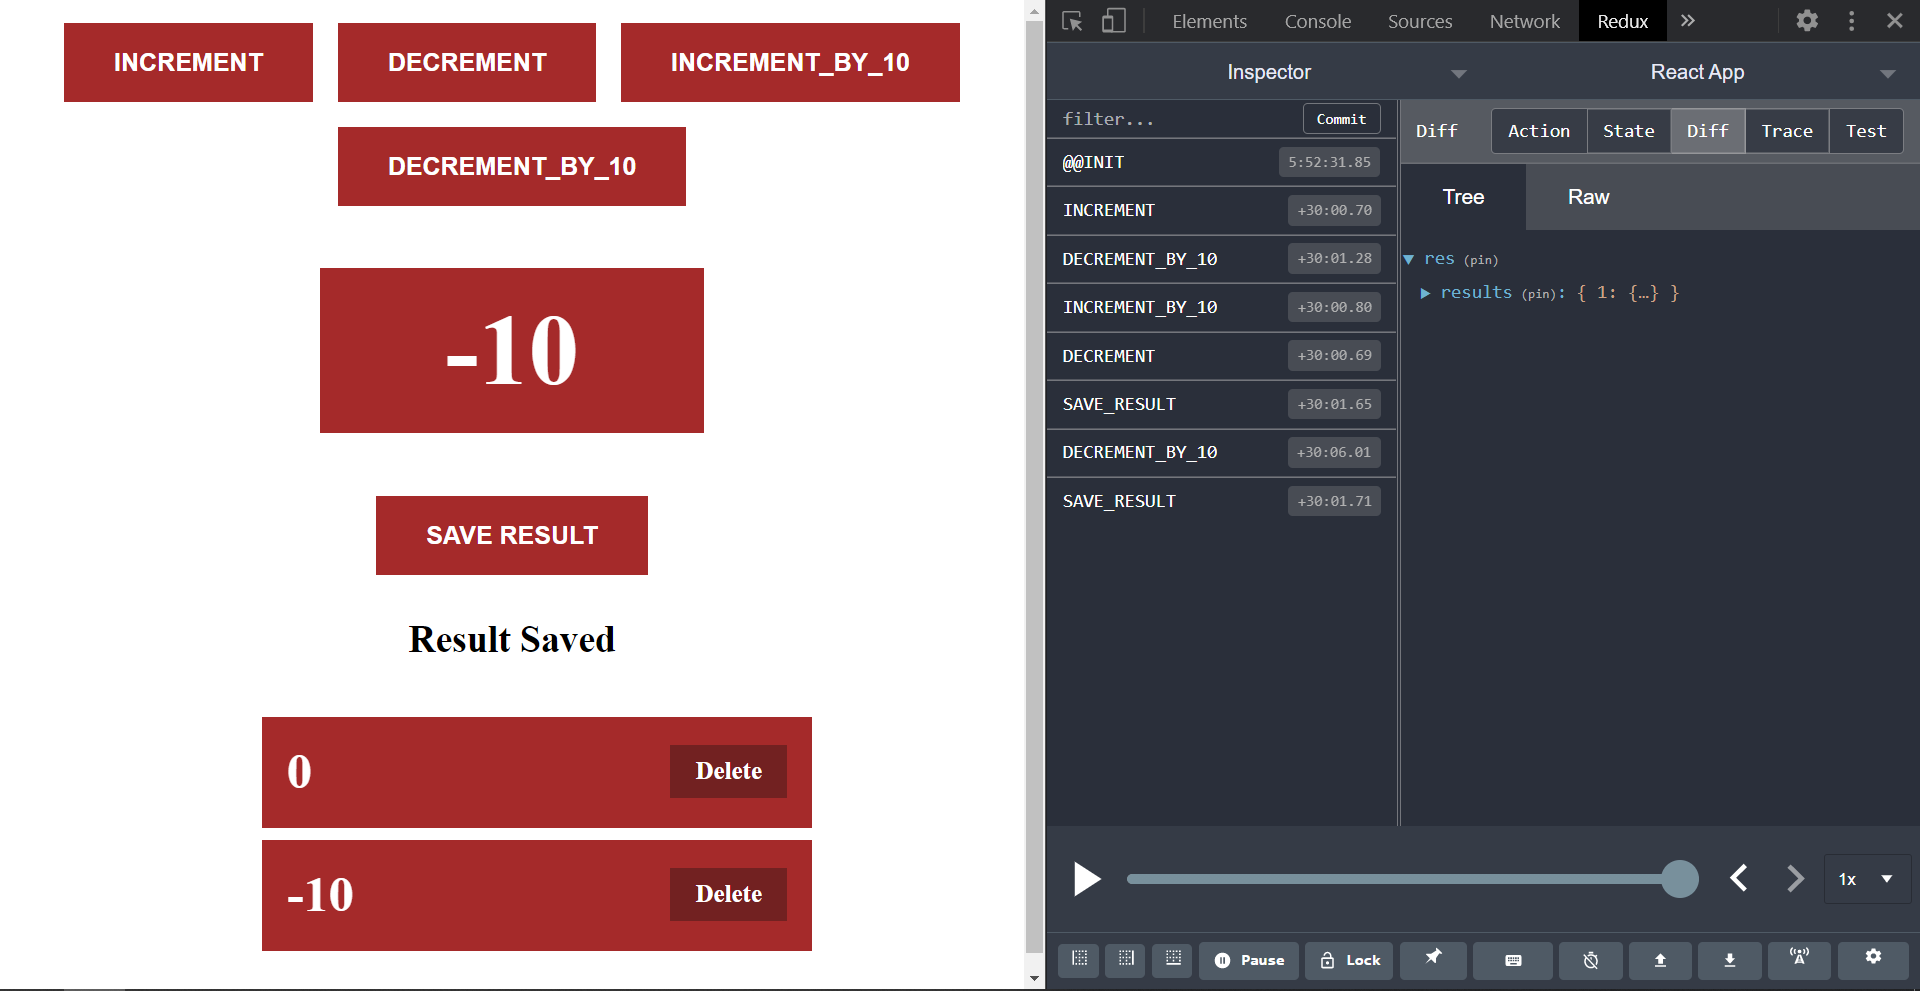 INCREMENT DECREMENT INCREMENT_BY_10
DECREMENT_BY_10
-10
SAVE RESULT
Result Saved
0 Delete
-10 Delete
Elements Console Sources Network Redux
Inspector React App
filter... Commit
@@INIT 5:52:31.85
INCREMENT +30:00.70
DECREMENT_BY_10 +30:01.28
INCREMENT_BY_10 +30:00.80
DECREMENT +30:00.69
SAVE_RESULT +30:01.65
DECREMENT_BY_10 +30:06.01
SAVE_RESULT +30:01.71
Diff Action State Diff Trace Test
Tree Raw
res (pin)
results (pin): { 1: {…} }
1x
Pause Lock